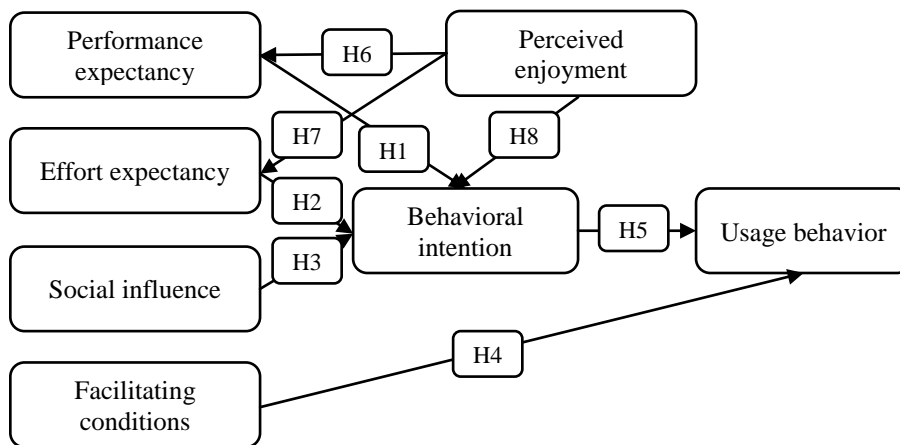 Performance
expectancy
H6
Perceived
enjoyment
H7
H1
H8
Effort expectancy
H2
Behavioral
intention
H5
Usage behavior
H3
Social influence
H4
Facilitating
conditions